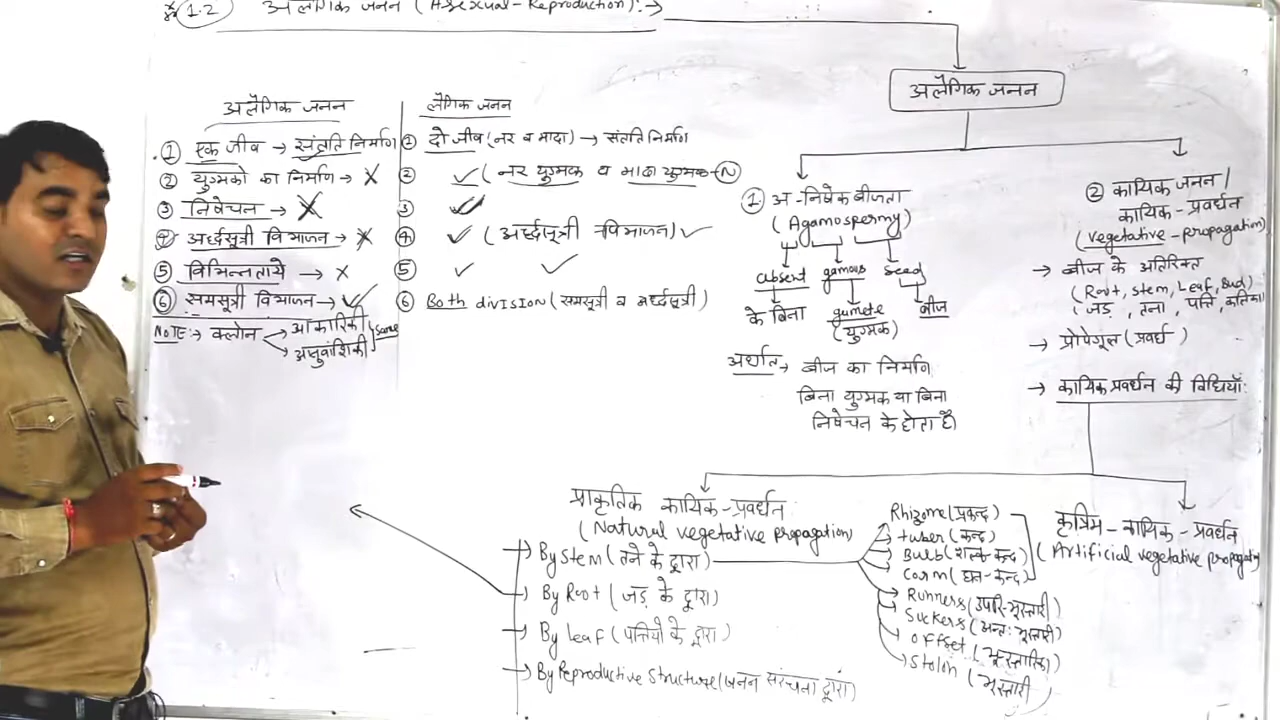 1.2 अलैंगिक जनन (Asexual-Reproduction):→
अलैंगिक जनन
अलैंगिक जनन
① एक जीव → संतति निर्माण
② युग्मको का निर्माण → X
③ निषेचन → X
④ अर्द्धसूत्री विभाजन → X
⑤ विभिन्नतायें → X
⑥ समसूत्री विभाजन → ✓
NOTE:→ क्लोन
→ आकारिकी
→ आनुवांशिकी
Same
लैंगिक जनन
① दो जीव (नर व मादा) → संतति निर्माण
② ✓ (नर युग्मक व मादा युग्मक-N)
③ ✓
④ ✓ (अर्द्धसूत्री विभाजन) ✓
⑤ ✓ ✓
⑥ Both division (समसूत्री व अर्द्धसूत्री)
① अ-निषेक बीजता
(Agamospermy)
absent gamous seed
के बिना gamete बीज
(युग्मक)
अर्थात → बीज का निर्माण
बिना युग्मक या बिना
निषेचन के होता है
② कायिक जनन/
कायिक-प्रवर्धन
(Vegetative-propagation)
→ बीज के अतिरिक्त
(Root, Stem, Leaf, Bud)
(जड़, तना, पत्ति, कलिका)
→ प्रोपेगूल (प्रवर्ध)
→ कायिक प्रवर्धन की विधियाँ:
प्राकृतिक कायिक-प्रवर्धन
(Natural vegetative propagation)
→ By Stem (तने के द्वारा)
→ By Root (जड़ के द्वारा)
→ By Leaf (पत्तियों के द्वारा)
→ By Reproductive Structure (जनन संरचना द्वारा)
Rhizome (प्रकन्द)
tuber (कन्द)
Bulb (शल्क-कन्द)
Corm (घन-कन्द)
Runners (उपरि-भूस्तारी)
Suckers (अन्तः भूस्तारी)
offset (भूस्तारिका)
Stolon (भूस्तारी)
कृत्रिम-कायिक-प्रवर्धन
(Artificial vegetative propagation